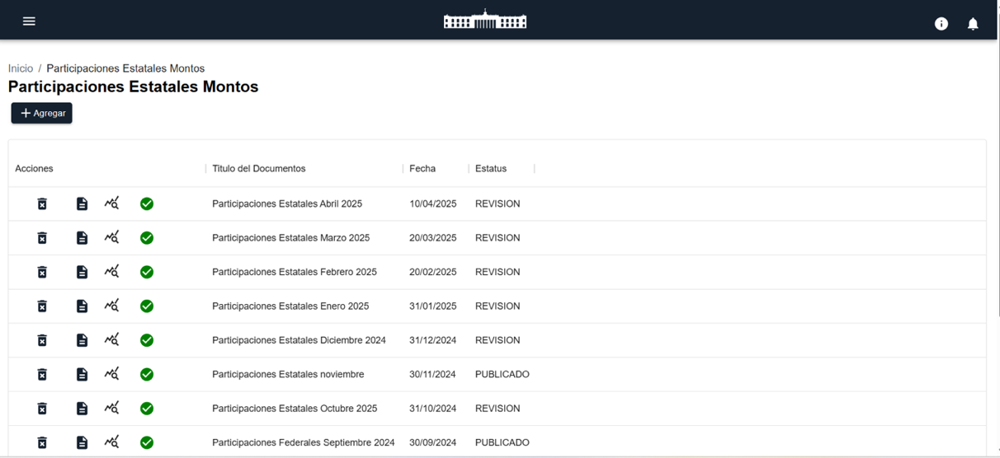 Inicio / Participaciones Estatales Montos
Participaciones Estatales Montos
+ Agregar
Acciones Titulo del Documentos Fecha Estatus
Participaciones Estatales Abril 2025 10/04/2025 REVISION
Participaciones Estatales Marzo 2025 20/03/2025 REVISION
Participaciones Estatales Febrero 2025 20/02/2025 REVISION
Participaciones Estatales Enero 2025 31/01/2025 REVISION
Participaciones Estatales Diciembre 2024 31/12/2024 REVISION
Participaciones Estatales noviembre 30/11/2024 PUBLICADO
Participaciones Estatales Octubre 2025 31/10/2024 REVISION
Participaciones Federales Septiembre 2024 30/09/2024 PUBLICADO